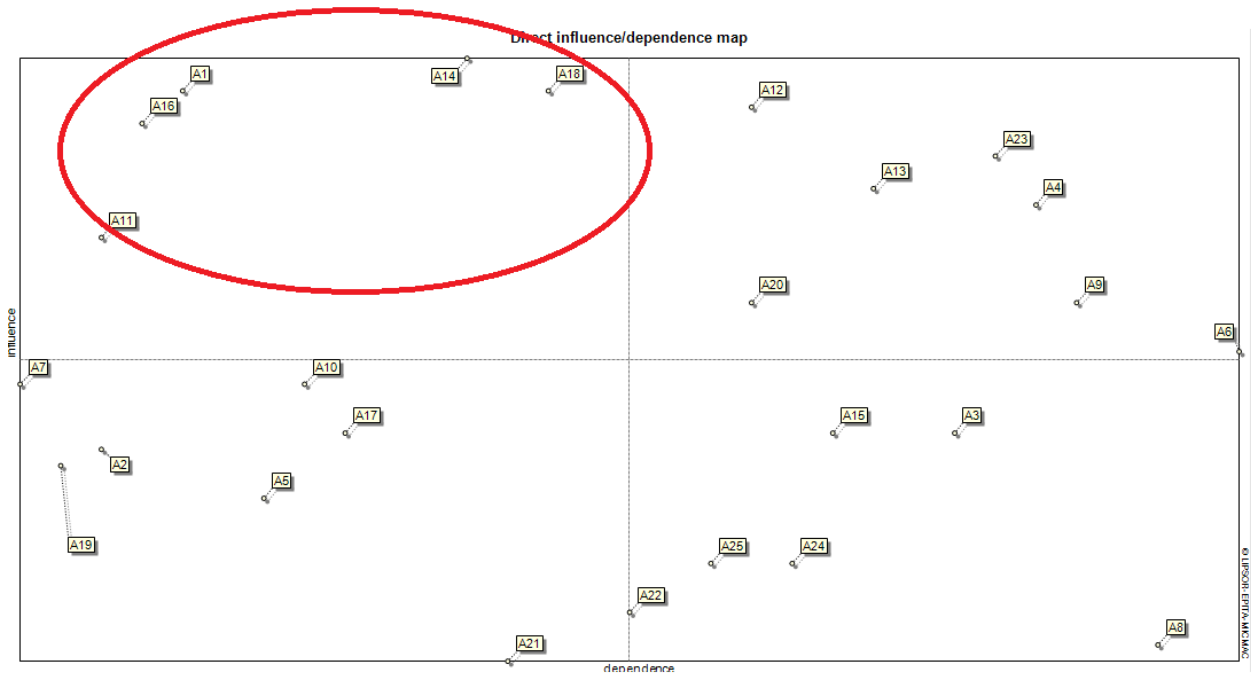 Direct influence/dependence map
A1
A14
A18
A12
A16
A23
A13
A4
A11
A20
A9
A6
influence
A7
A10
A17
A15
A3
A2
A5
A19
A25
A24
A22
A8
A21
dependence
© LIPSOR-EPITA-MICMAC